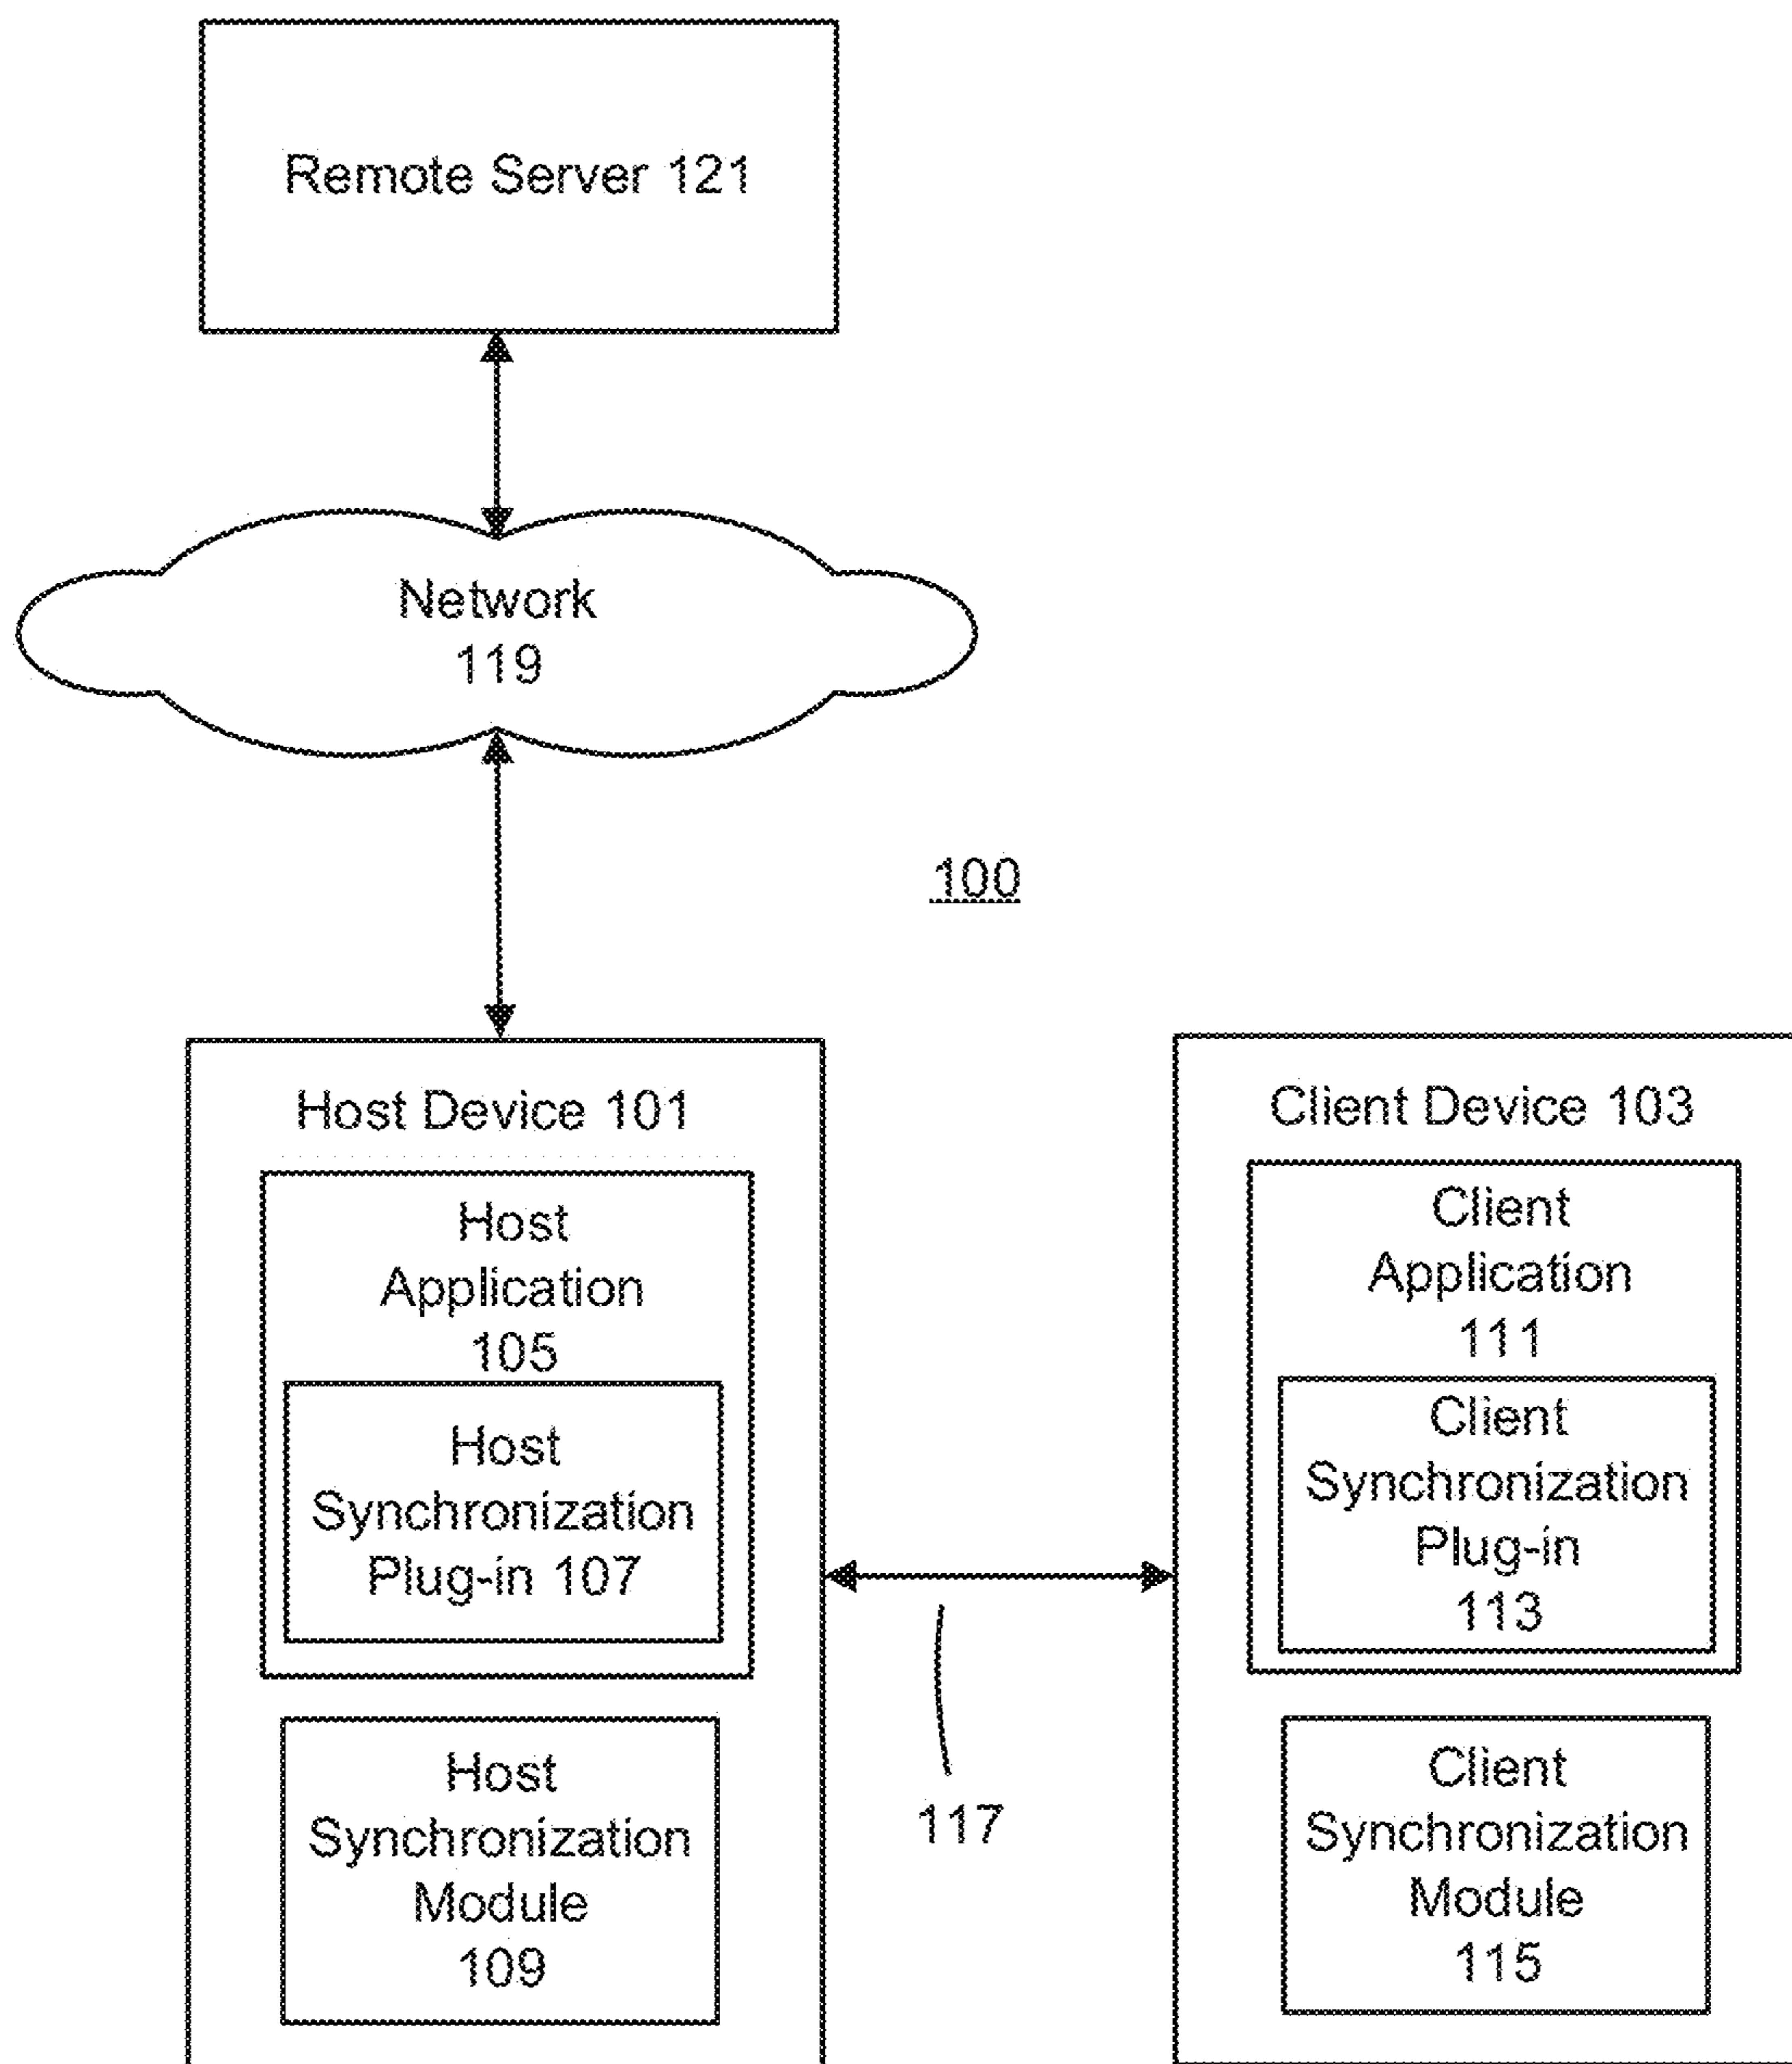 Remote Server 121
Network
119
100
Host Device 101
Host
Application
105
Host
Synchronization
Plug-in 107
Host
Synchronization
Module
109
117
Client Device 103
Client
Application
111
Client
Synchronization
Plug-in
113
Client
Synchronization
Module
115